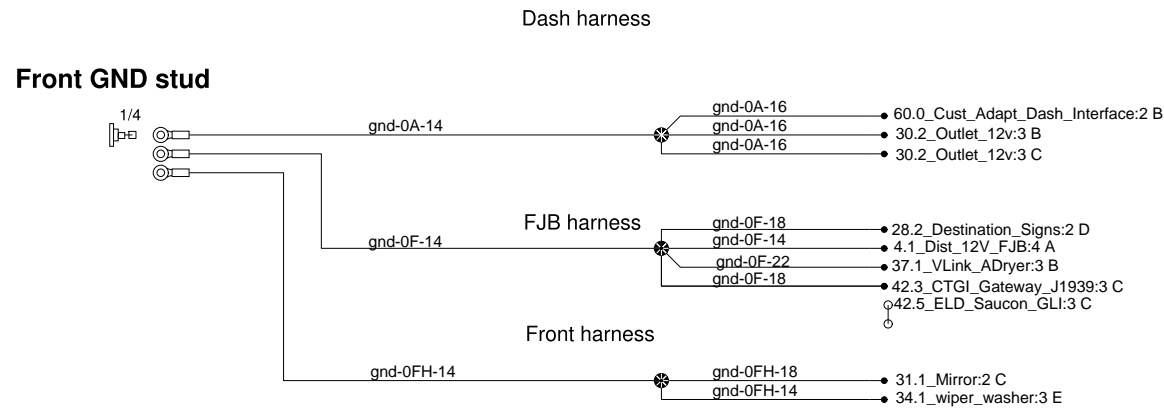 Dash harness
Front GND stud
1/4
gnd-0A-14
gnd-0A-16
60.0_Cust_Adapt_Dash_Interface:2 B
gnd-0A-16
30.2_Outlet_12v:3 B
gnd-0A-16
30.2_Outlet_12v:3 C
FJB harness
gnd-0F-14
gnd-0F-18
28.2_Destination_Signs:2 D
gnd-0F-14
4.1_Dist_12V_FJB:4 A
gnd-0F-22
37.1_VLink_ADryer:3 B
gnd-0F-18
42.3_CTGI_Gateway_J1939:3 C
42.5_ELD_Saucon_GLI:3 C
Front harness
gnd-0FH-14
gnd-0FH-18
31.1_Mirror:2 C
gnd-0FH-14
34.1_wiper_washer:3 E